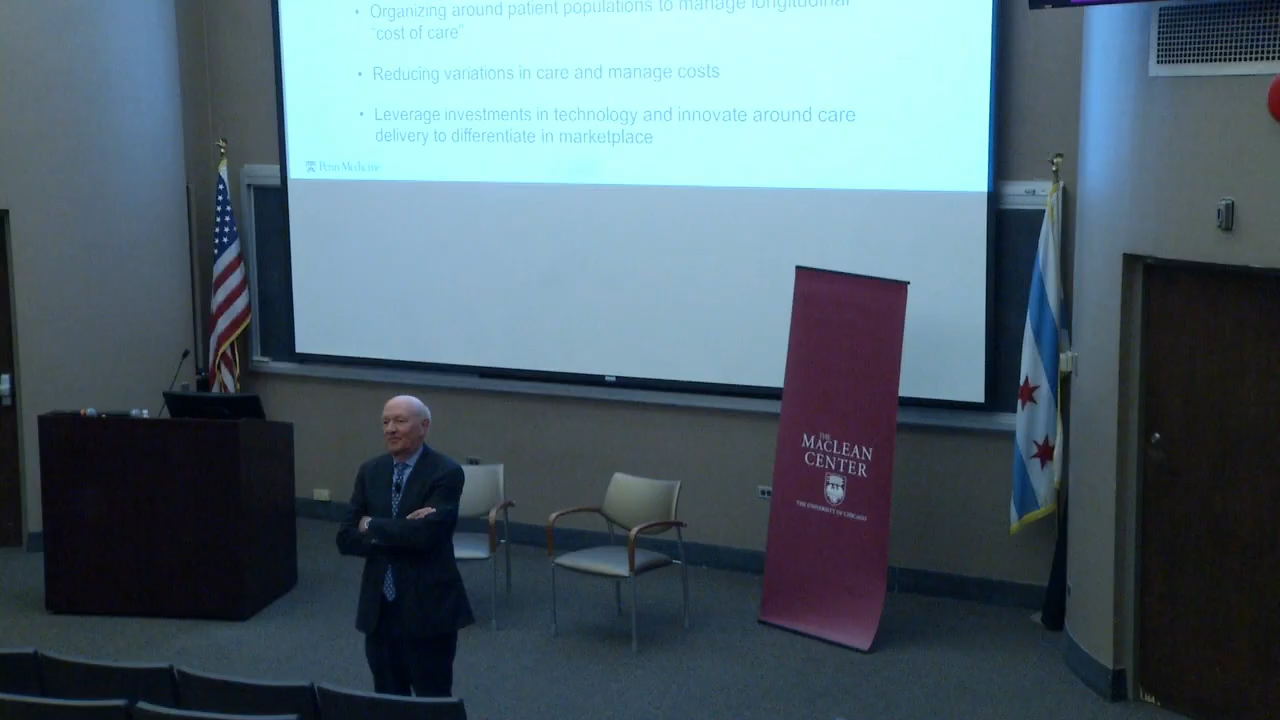 • Organizing around patient populations to manage longitudinal
"cost of care"
• Reducing variations in care and manage costs
• Leverage investments in technology and innovate around care
delivery to differentiate in marketplace
Penn Medicine
THE
MACLEAN
CENTER
THE UNIVERSITY OF CHICAGO